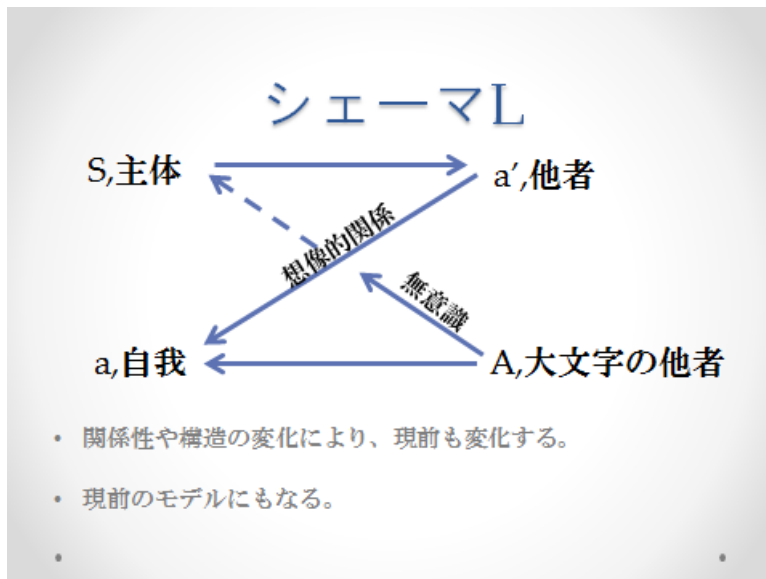 シェーマL
S,主体
a′,他者
想像的関係
無意識
a,自我
A,大文字の他者
• 関係性や構造の変化により、現前も変化する。
• 現前のモデルにもなる。